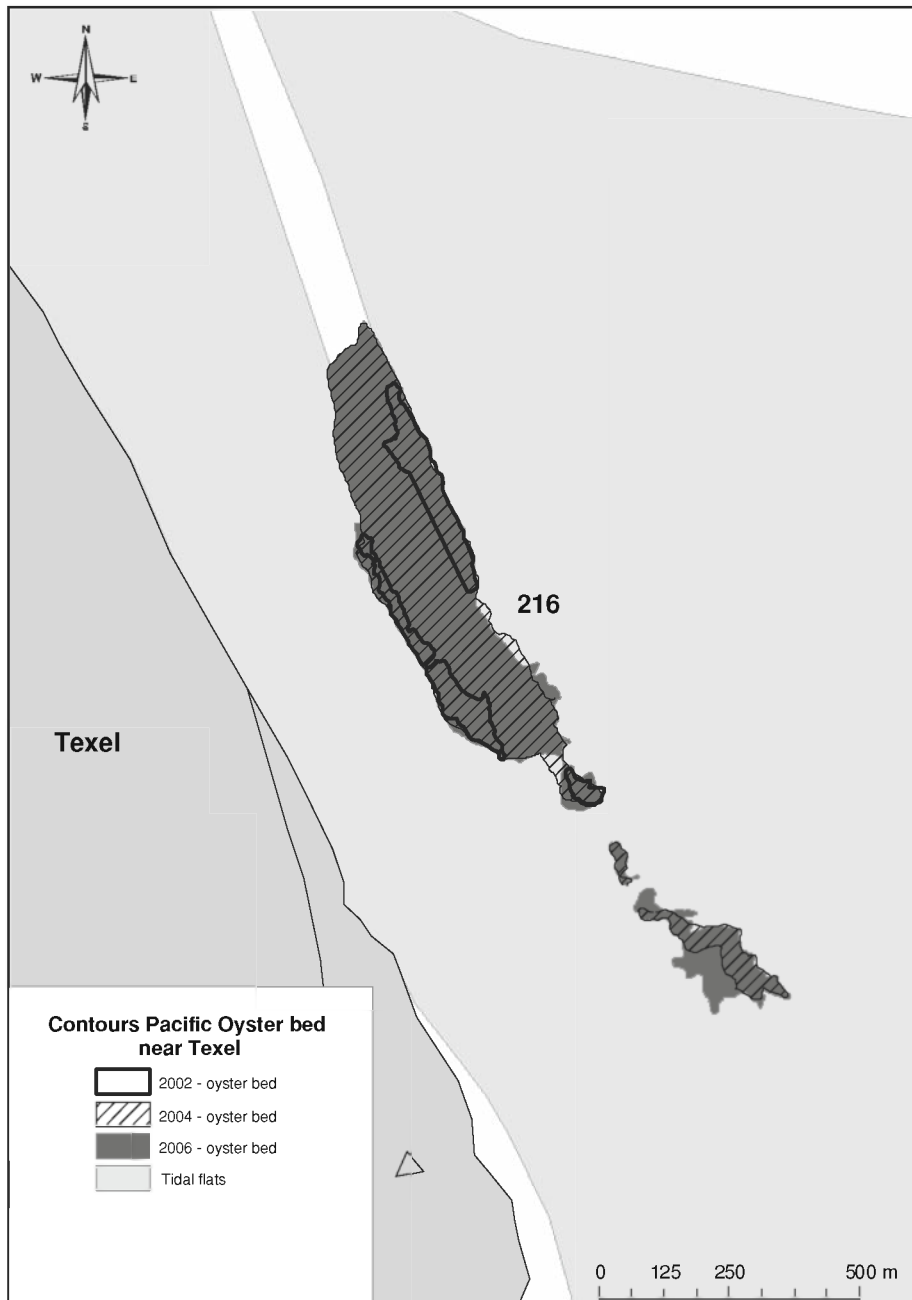 N
W E
S
216
Texel
Contours Pacific Oyster bed
near Texel
2002 - oyster bed
2004 - oyster bed
2006 - oyster bed
Tidal flats
0 125 250 500 m